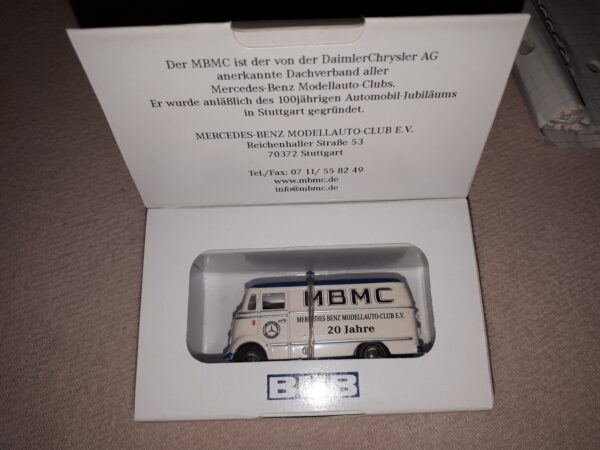 Der MBMC ist der von der DaimlerChrysler AG
anerkannte Dachverband aller
Mercedes-Benz Modellauto-Clubs.
Er wurde anläßlich des 100jährigen Automobil-Jubiläums
in Stuttgart gegründet.
MERCEDES-BENZ MODELLAUTO-CLUB E.V.
Reichenhaller Straße 53
70372 Stuttgart
Tel./Fax: 07 11/ 55 82 49
www.mbmc.de
info@mbmc.de
MBMC
MERCEDES-BENZ MODELLAUTO-CLUB E.V.
20 Jahre
BUB